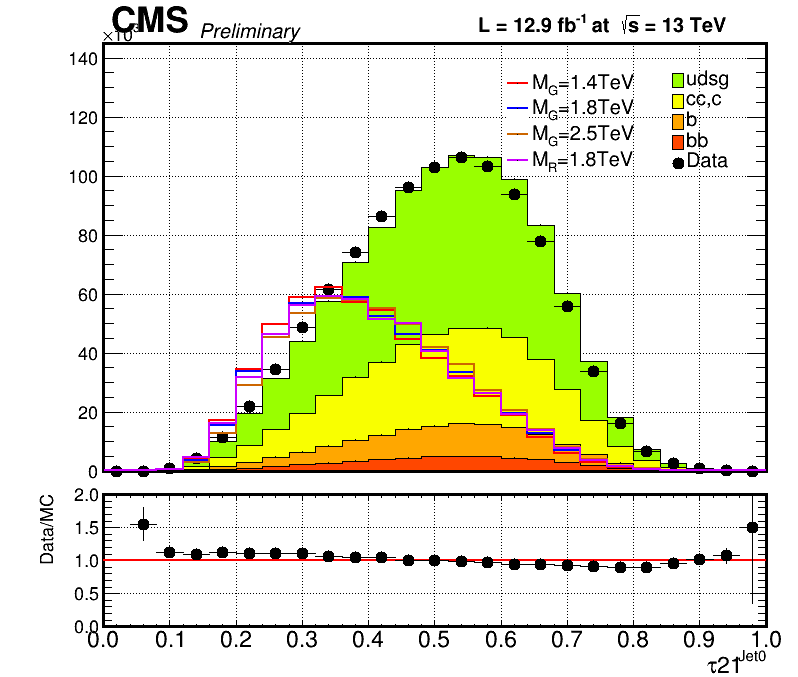 CMS Preliminary L = 12.9 fb⁻¹ at √s = 13 TeV
×10³
140
120
100
80
60
40
20
0
M_G=1.4TeV
M_G=1.8TeV
M_G=2.5TeV
M_R=1.8TeV
udsg
cc,c
b
bb
Data
Data/MC
2.0
1.5
1.0
0.5
0.0
0.0 0.1 0.2 0.3 0.4 0.5 0.6 0.7 0.8 0.9 1.0
τ21^Jet0